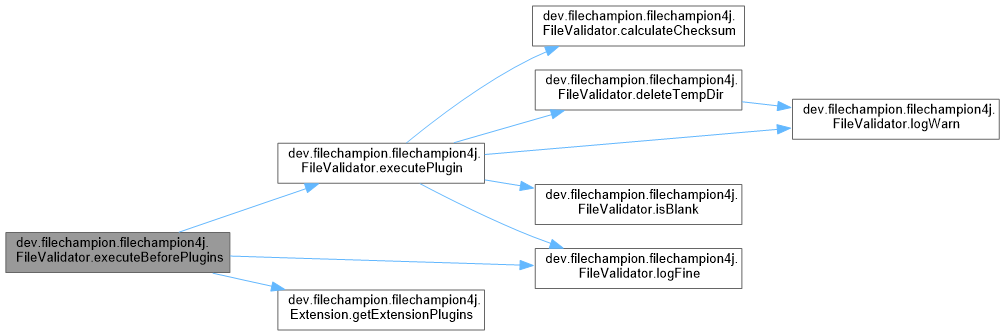 dev.filechampion.filechampion4j.
FileValidator.calculateChecksum
dev.filechampion.filechampion4j.
FileValidator.deleteTempDir
dev.filechampion.filechampion4j.
FileValidator.logWarn
dev.filechampion.filechampion4j.
FileValidator.executePlugin
dev.filechampion.filechampion4j.
FileValidator.isBlank
dev.filechampion.filechampion4j.
FileValidator.executeBeforePlugins
dev.filechampion.filechampion4j.
FileValidator.logFine
dev.filechampion.filechampion4j.
Extension.getExtensionPlugins